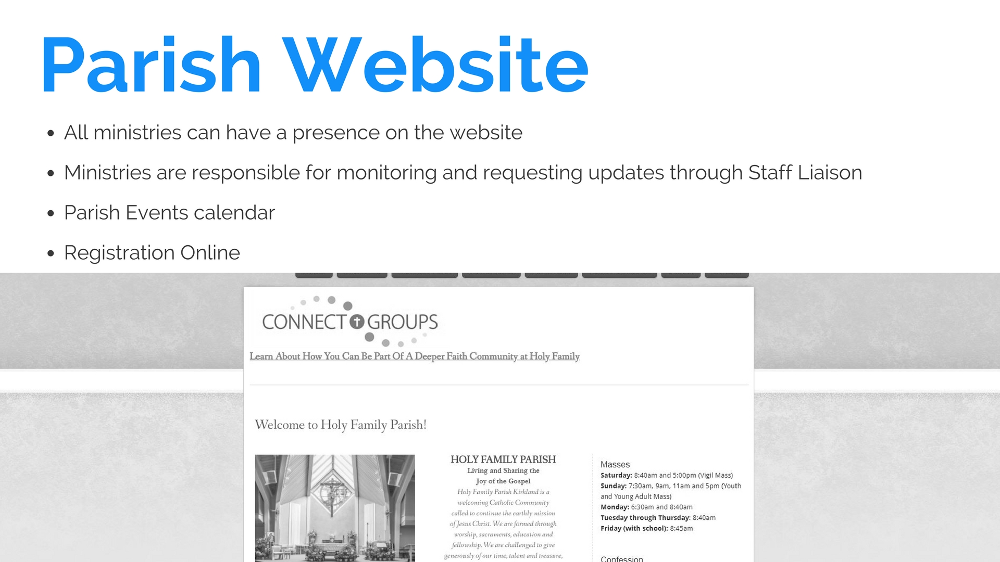 Parish Website
• All ministries can have a presence on the website
• Ministries are responsible for monitoring and requesting updates through Staff Liaison
• Parish Events calendar
• Registration Online
CONNECT GROUPS
Learn About How You Can Be Part Of A Deeper Faith Community at Holy Family
Welcome to Holy Family Parish!
HOLY FAMILY PARISH
Living and Sharing the
Joy of the Gospel
Holy Family Parish Kirkland is a
welcoming Catholic Community
called to continue the earthly mission
of Jesus Christ. We are formed through
worship, sacraments, education and
fellowship. We are challenged to give
generously of our time, talent and treasure,
Masses
Saturday: 8:40am and 5:00pm (Vigil Mass)
Sunday: 7:30am, 9am, 11am and 5pm (Youth
and Young Adult Mass)
Monday: 6:30am and 8:40am
Tuesday through Thursday: 8:40am
Friday (with school): 8:45am
Confession